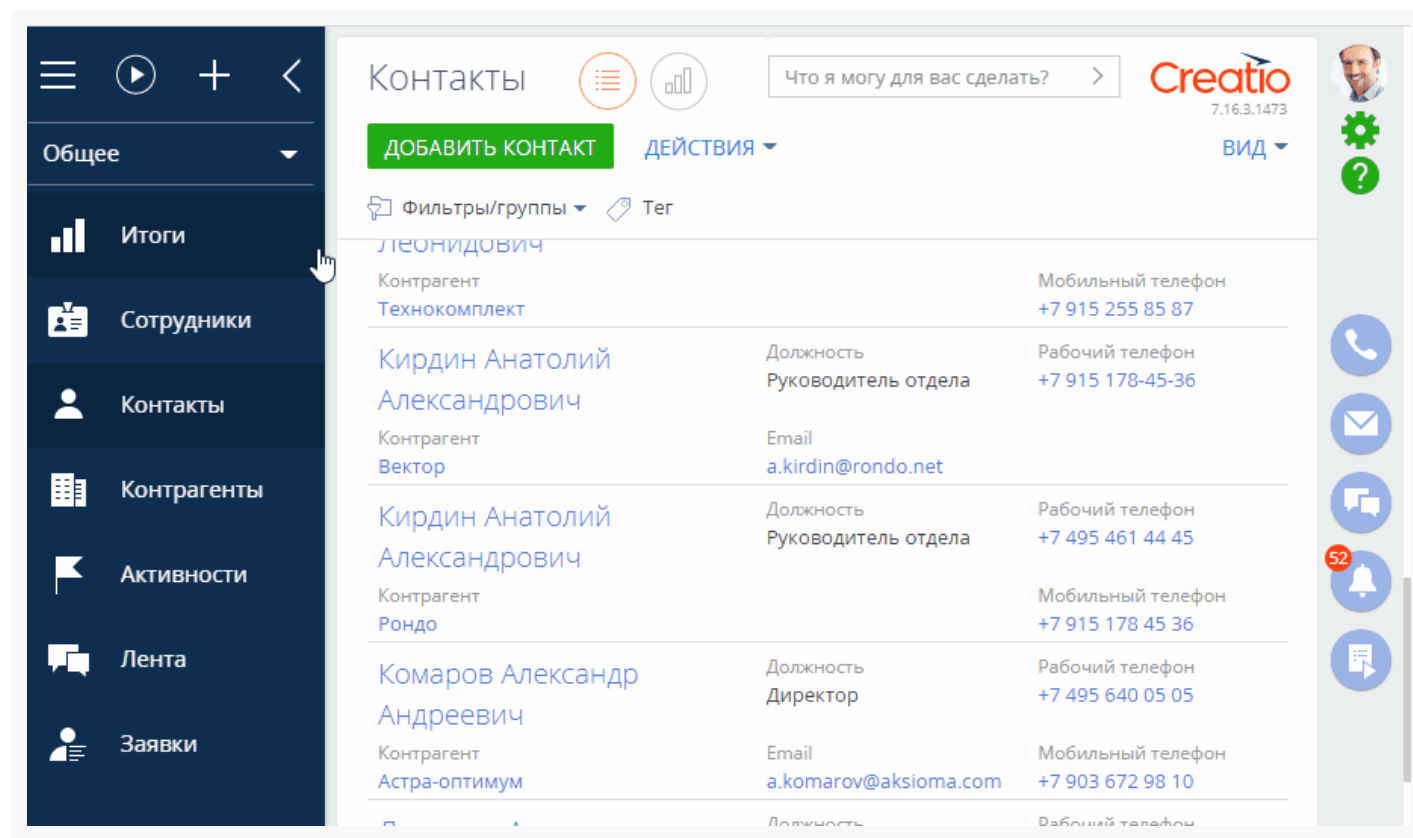 Общее
Итоги
Сотрудники
Контакты
Контрагенты
Активности
Лента
Заявки
Контакты
Что я могу для вас сделать?
Creatio
7.16.3.1473
ДОБАВИТЬ КОНТАКТ
ДЕЙСТВИЯ
ВИД
Фильтры/группы
Тег
Леонидович
Контрагент
Мобильный телефон
Технокомплект
+7 915 255 85 87
Кирдин Анатолий
Александрович
Должность
Рабочий телефон
Руководитель отдела
+7 915 178-45-36
Контрагент
Email
Вектор
a.kirdin@rondo.net
Кирдин Анатолий
Александрович
Должность
Рабочий телефон
Руководитель отдела
+7 495 461 44 45
Контрагент
Мобильный телефон
Рондо
+7 915 178 45 36
Комаров Александр
Андреевич
Должность
Рабочий телефон
Директор
+7 495 640 05 05
Контрагент
Email
Мобильный телефон
Астра-оптимум
a.komarov@aksioma.com
+7 903 672 98 10
Должность
Рабочий телефон
52